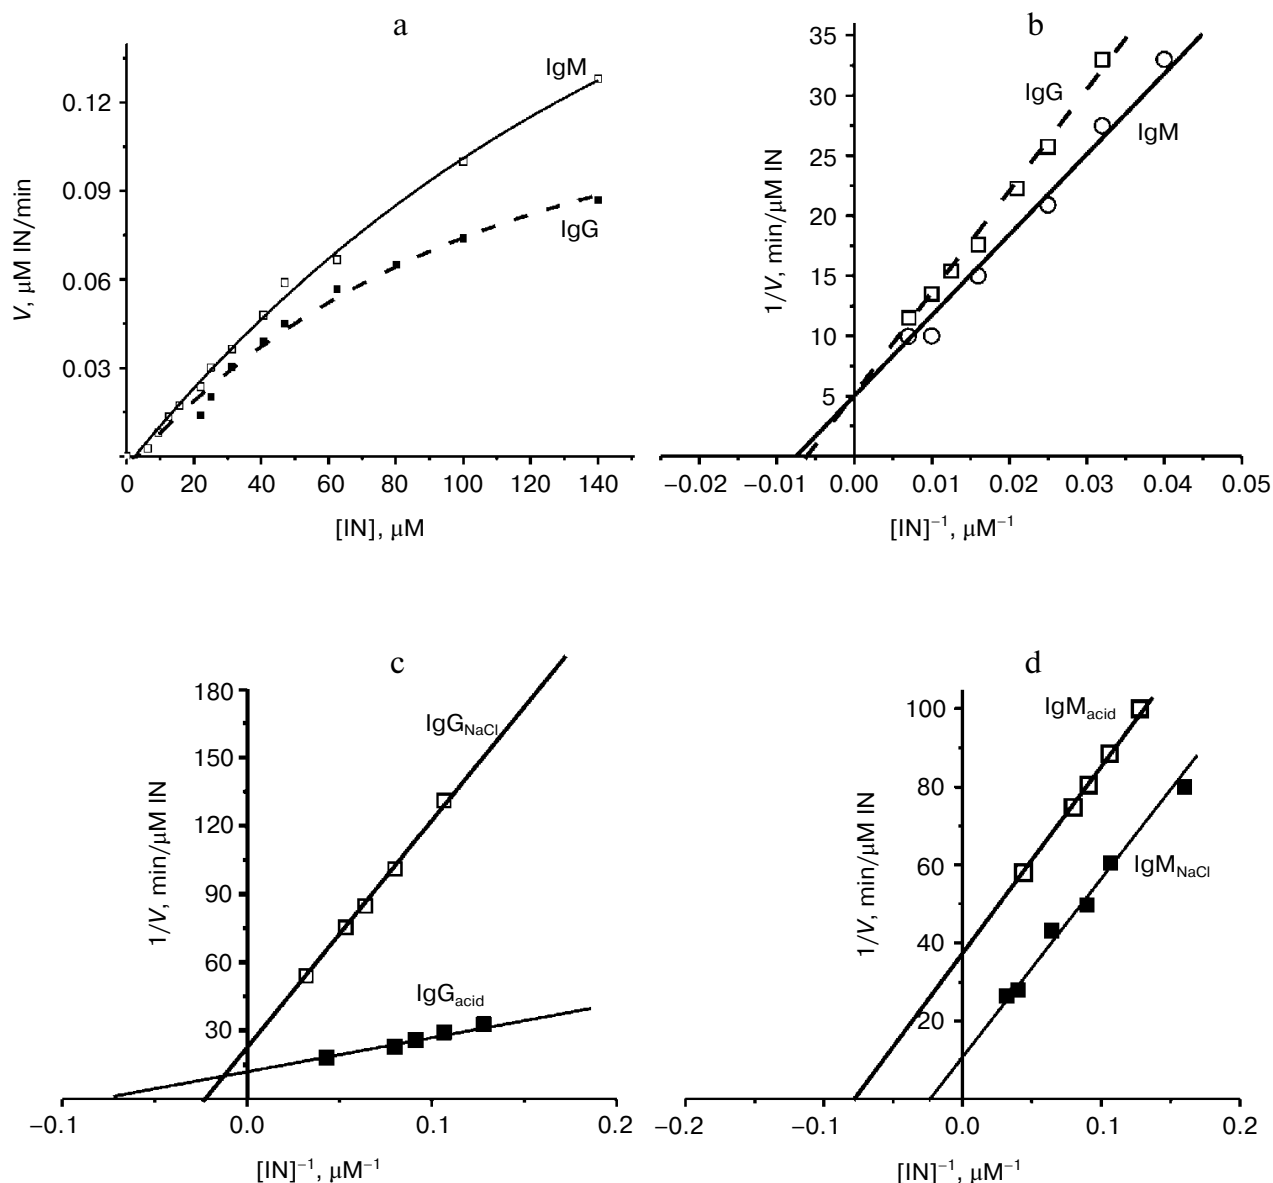 a
V, μM IN/min
0.12
0.09
0.06
0.03
IgM
IgG
0 20 40 60 80 100 120 140
[IN], μM
b
1/V, min/μM IN
35
30
25
20
15
10
5
IgG
IgM
−0.02 −0.01 0.00 0.01 0.02 0.03 0.04 0.05
[IN]⁻¹, μM⁻¹
c
1/V, min/μM IN
180
150
120
90
60
30
IgG_NaCl
IgG_acid
−0.1 0.0 0.1 0.2
[IN]⁻¹, μM⁻¹
d
1/V, min/μM IN
100
80
60
40
20
IgM_acid
IgM_NaCl
−0.2 −0.1 0.0 0.1 0.2
[IN]⁻¹, μM⁻¹